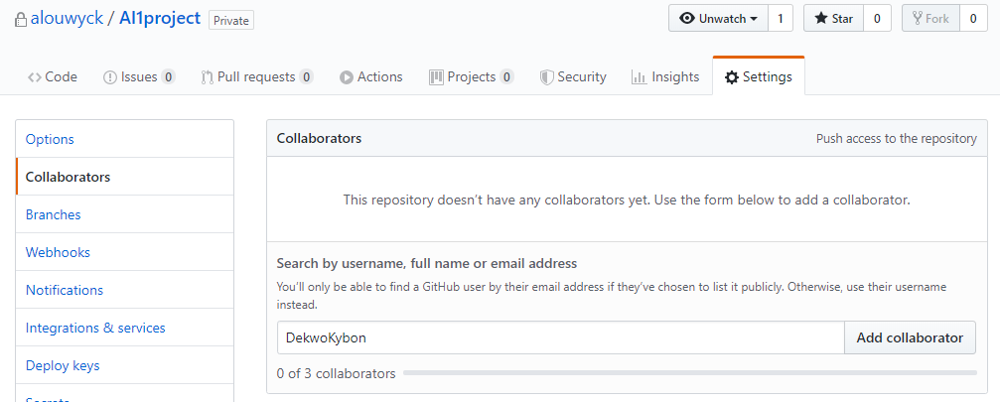 alouwyck / AI1project Private
Unwatch 1 Star 0 Fork 0
Code Issues 0 Pull requests 0 Actions Projects 0 Security Insights Settings
Options
Collaborators
Branches
Webhooks
Notifications
Integrations & services
Deploy keys
Secrets
Collaborators Push access to the repository
This repository doesn't have any collaborators yet. Use the form below to add a collaborator.
Search by username, full name or email address
You'll only be able to find a GitHub user by their email address if they've chosen to list it publicly. Otherwise, use their username
instead.
DekwoKybon Add collaborator
0 of 3 collaborators